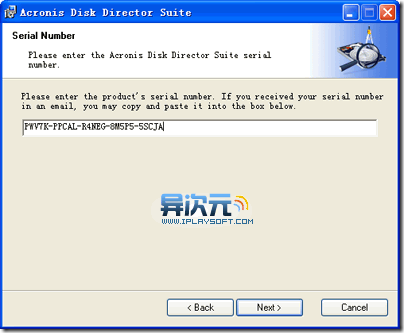 Acronis Disk Director Suite
Serial Number
Please enter the Acronis Disk Director Suite serial
number.
Please enter the product's serial number. If you received your serial number
in an email, you may copy and paste it into the box below.
PWV7K-PPCAL-R4NEG-8W5P5-5SCJA
异次元
WWW.IPLAYSOFT.COM
< Back
Next >
Cancel